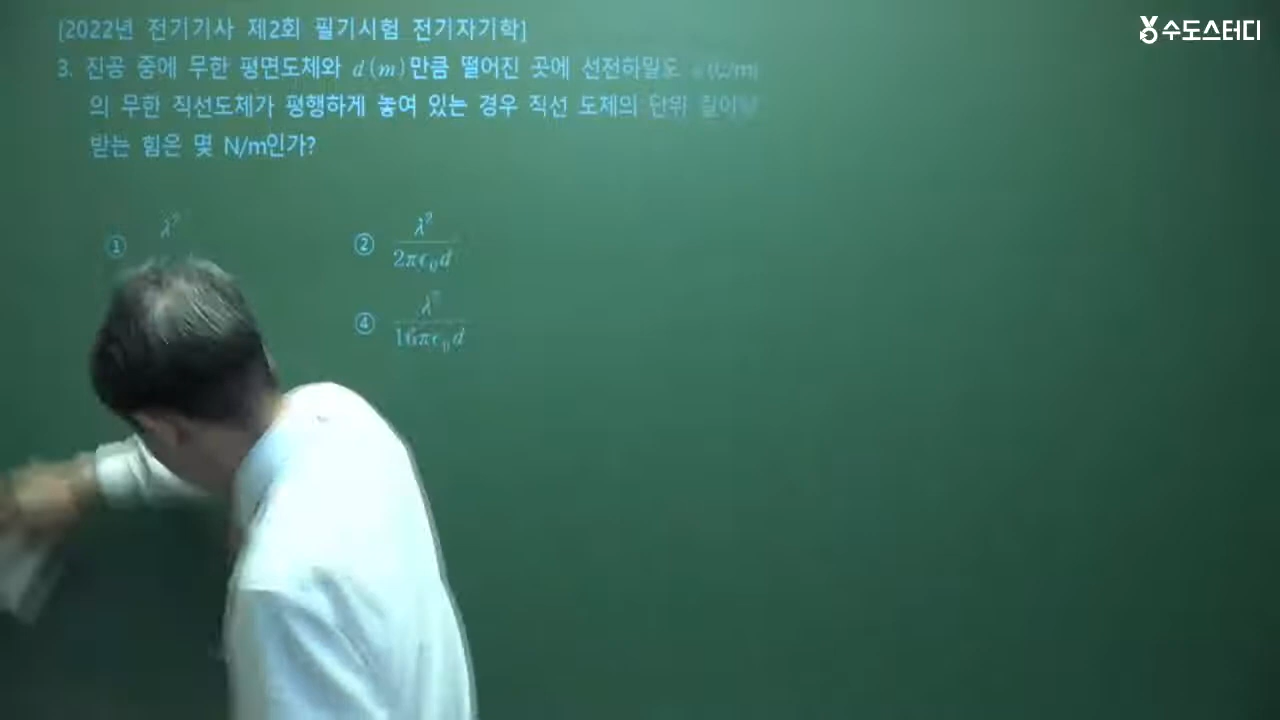 수도스터디
[2022년 전기기사 제2회 필기시험 전기자기학]
3. 진공 중에 무한 평면도체와 d(m)만큼 떨어진 곳에 선전하밀도
의 무한 직선도체가 평행하게 놓여 있는 경우 직선 도체의 단위
받는 힘은 몇 N/m인가?
① λ²
② λ²/2πε₀d
④ λ²/16πε₀d